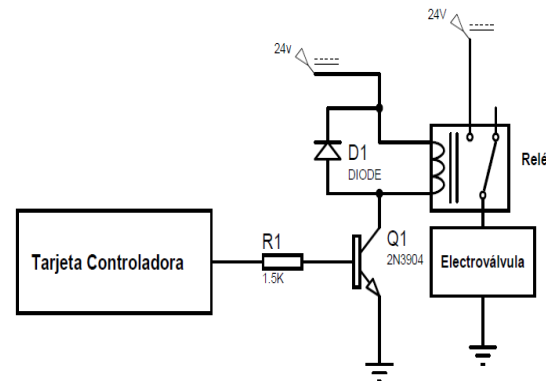 24V
24v
D1
DIODE
Relé
R1
1.5K
Q1
2N3904
Tarjeta Controladora
Electroválvula